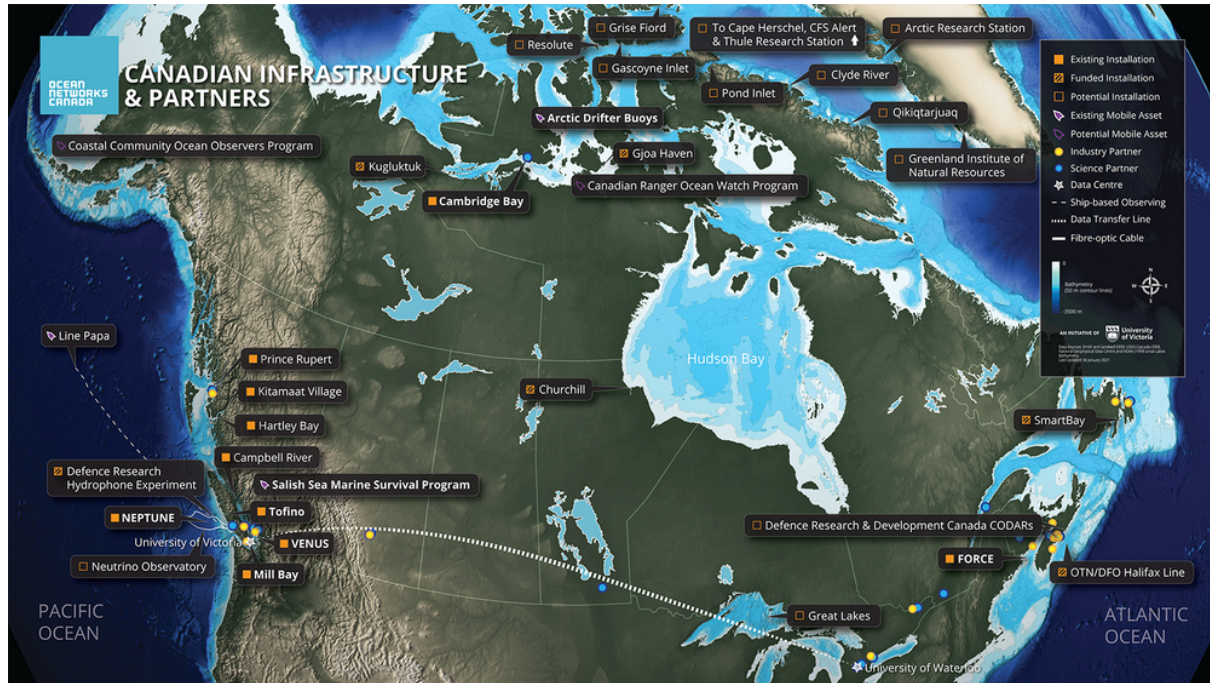 OCEAN
NETWORKS
CANADA
CANADIAN INFRASTRUCTURE
& PARTNERS
Grise Fiord
To Cape Herschel, CFS Alert
& Thule Research Station
Arctic Research Station
Resolute
Gascoyne Inlet
Clyde River
Pond Inlet
Qikiqtarjuaq
Arctic Drifter Buoys
Coastal Community Ocean Observers Program
Kugluktuk
Gjoa Haven
Greenland Institute of
Natural Resources
Canadian Ranger Ocean Watch Program
Cambridge Bay
Existing Installation
Funded Installation
Potential Installation
Existing Mobile Asset
Potential Mobile Asset
Industry Partner
Science Partner
Data Centre
Ship-based Observing
Data Transfer Line
Fibre-optic Cable
0
Bathymetry
(50 m contour lines)
-3500 m
N
W
E
S
AN INITIATIVE OF
University
of Victoria
Line Papa
Prince Rupert
Hudson Bay
Kitamaat Village
Churchill
Hartley Bay
SmartBay
Campbell River
Defence Research
Hydrophone Experiment
Salish Sea Marine Survival Program
Tofino
NEPTUNE
Defence Research & Development Canada CODARs
University of Victoria
VENUS
FORCE
Neutrino Observatory
Mill Bay
OTN/DFO Halifax Line
PACIFIC
OCEAN
Great Lakes
ATLANTIC
OCEAN
University of Waterloo